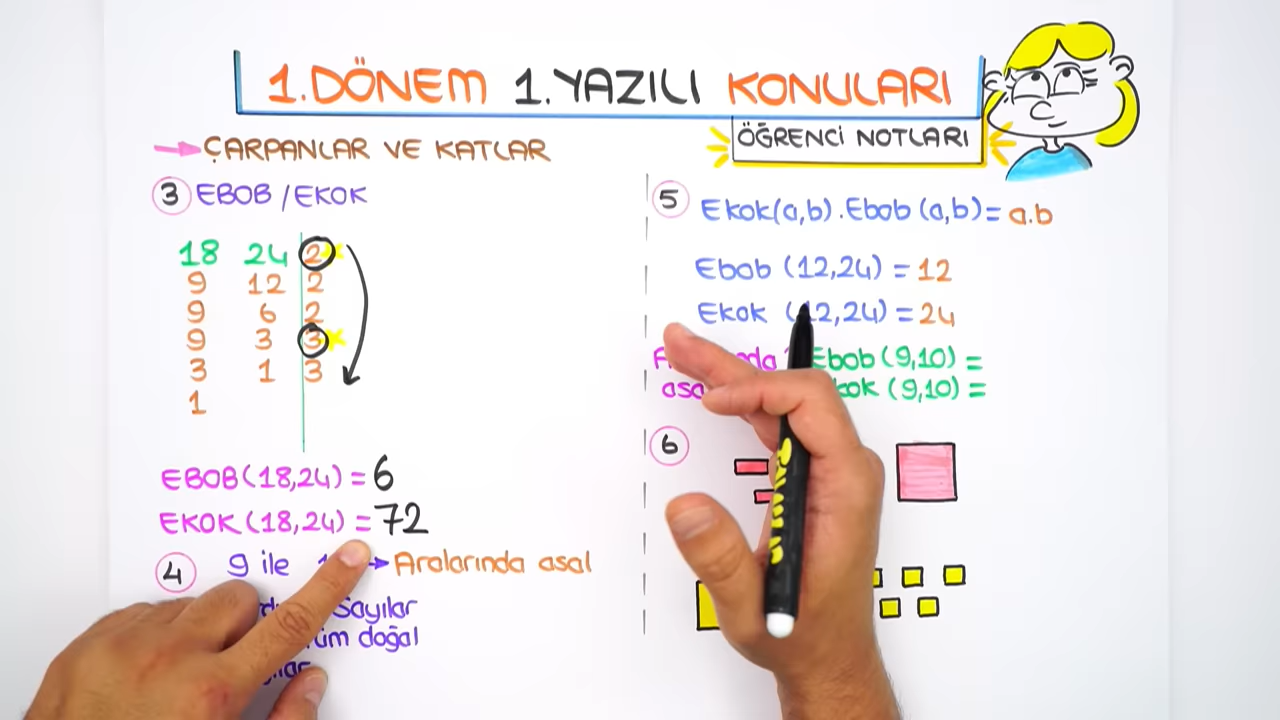 1.DÖNEM 1.YAZILI KONULARI
ÖĞRENCİ NOTLARI
ÇARPANLAR VE KATLAR
3 EBOB/EKOK
18 24 2
9 12 2
9 6 2
9 3 3
3 1 3
1
EBOB(18,24)=6
EKOK(18,24)=72
4 9 ile Aralarında asal
Sayılar
doğal
5 Ekok(a,b).Ebob(a,b)=a.b
Ebob (12,24) = 12
Ekok (12,24) = 24
Ebob (9,10) =
asal (9,10) =
6